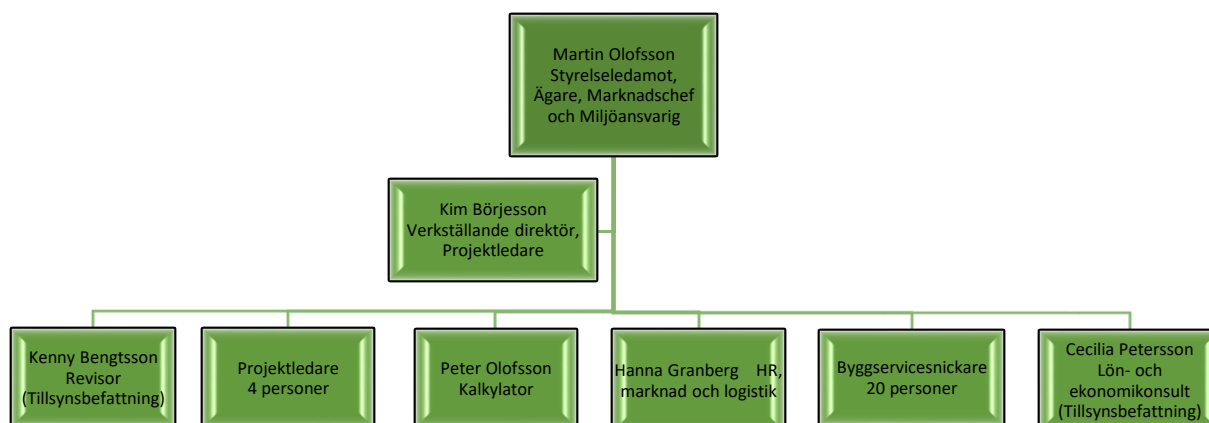 Martin Olofsson
Styrelseledamot,
Ägare, Marknadschef
och Miljöansvarig
Kim Börjesson
Verkställande direktör,
Projektledare
Kenny Bengtsson
Revisor
(Tillsynsbefattning)
Projektledare
4 personer
Peter Olofsson
Kalkylator
Hanna Granberg HR,
marknad och logistik
Byggservicesnickare
20 personer
Cecilia Petersson
Lön- och
ekonomikonsult
(Tillsynsbefattning)